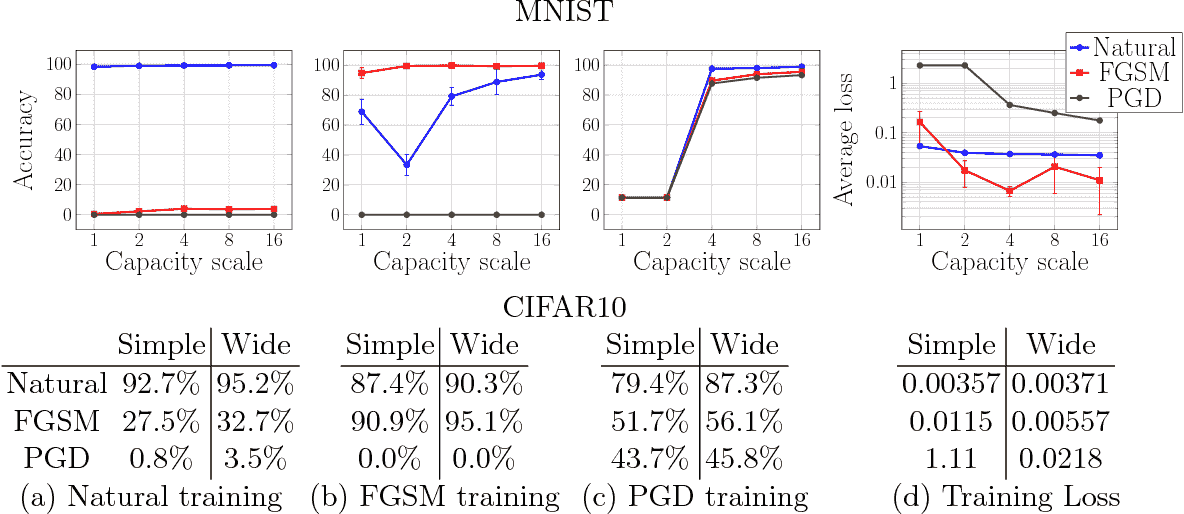 MNIST
Natural
FGSM
PGD
Accuracy
100
80
60
40
20
0
1 2 4 8 16
Capacity scale
100
80
60
40
20
0
1 2 4 8 16
Capacity scale
100
80
60
40
20
0
1 2 4 8 16
Capacity scale
Average loss
1
0.1
0.01
1 2 4 8 16
Capacity scale
CIFAR10
Simple Wide Simple Wide Simple Wide Simple Wide
Natural 92.7% 95.2% 87.4% 90.3% 79.4% 87.3% 0.00357 0.00371
FGSM 27.5% 32.7% 90.9% 95.1% 51.7% 56.1% 0.0115 0.00557
PGD 0.8% 3.5% 0.0% 0.0% 43.7% 45.8% 1.11 0.0218
(a) Natural training (b) FGSM training (c) PGD training (d) Training Loss